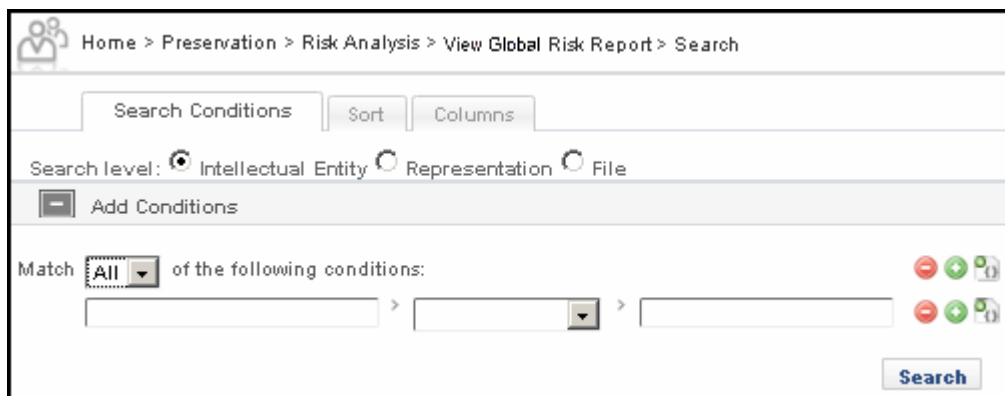 Home > Preservation > Risk Analysis > View Global Risk Report > Search
Search Conditions Sort Columns
Search level: Intellectual Entity Representation File
Add Conditions
Match All of the following conditions:
> >
Search